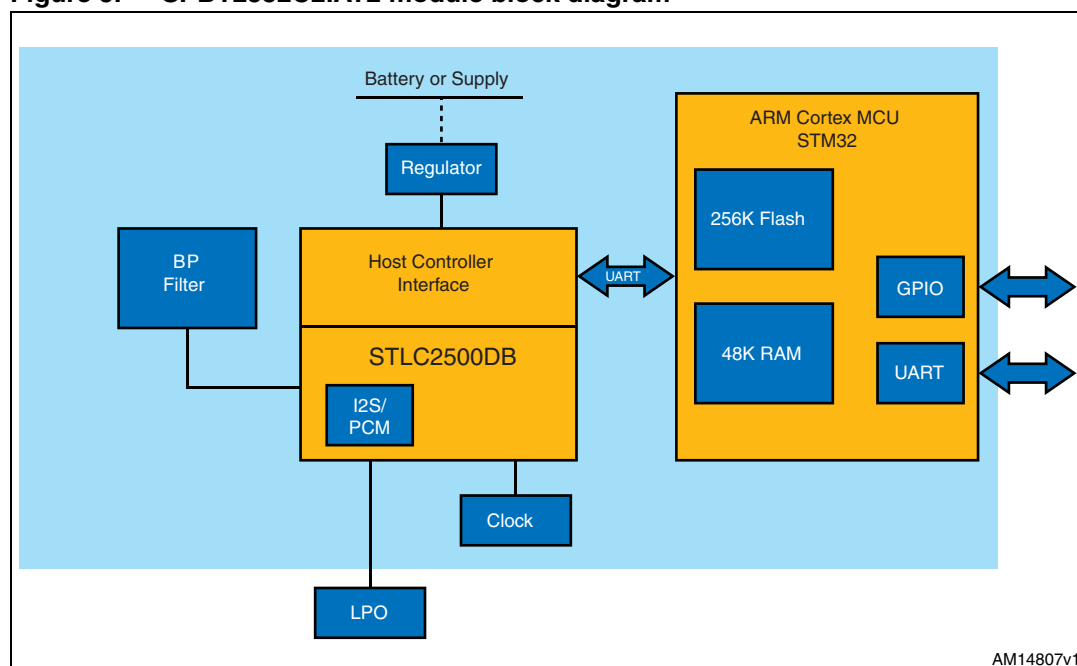 Battery or Supply
ARM Cortex MCU
STM32
Regulator
256K Flash
BP
Filter
Host Controller
Interface
UART
GPIO
STLC2500DB
48K RAM
UART
I2S/
PCM
Clock
LPO
AM14807v1